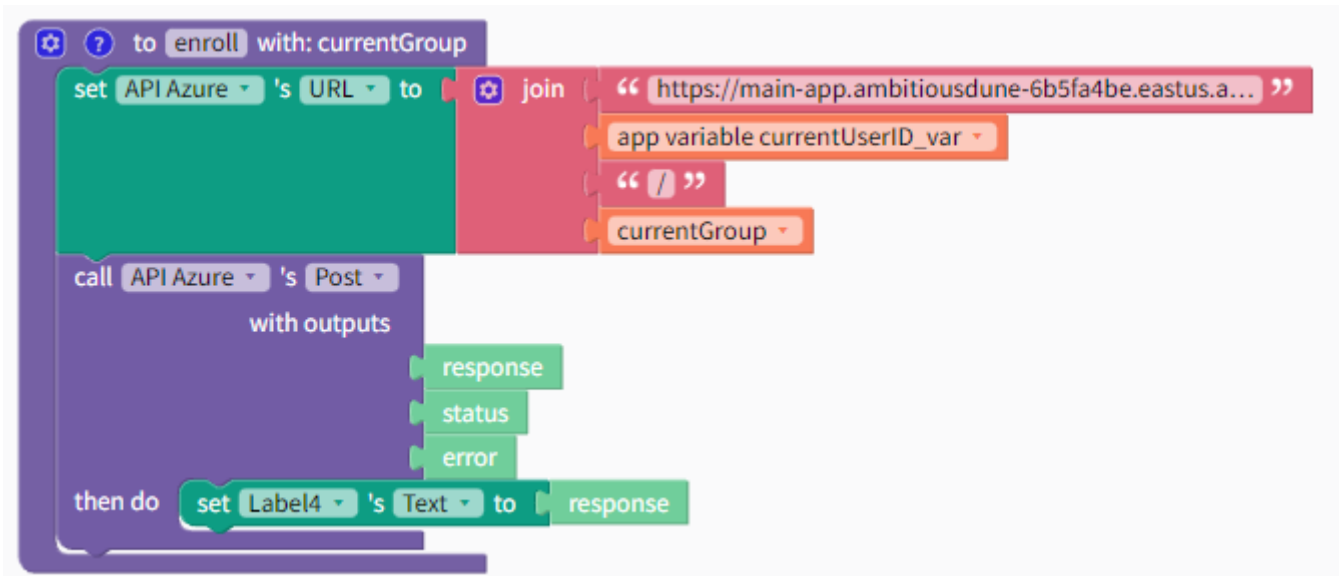 ? to enroll with: currentGroup
set API Azure 's URL to join “ https://main-app.ambitiousdune-6b5fa4be.eastus.a... ”
app variable currentUserID_var
“ / ”
currentGroup
call API Azure 's Post
with outputs
response
status
error
then do set Label4 's Text to response